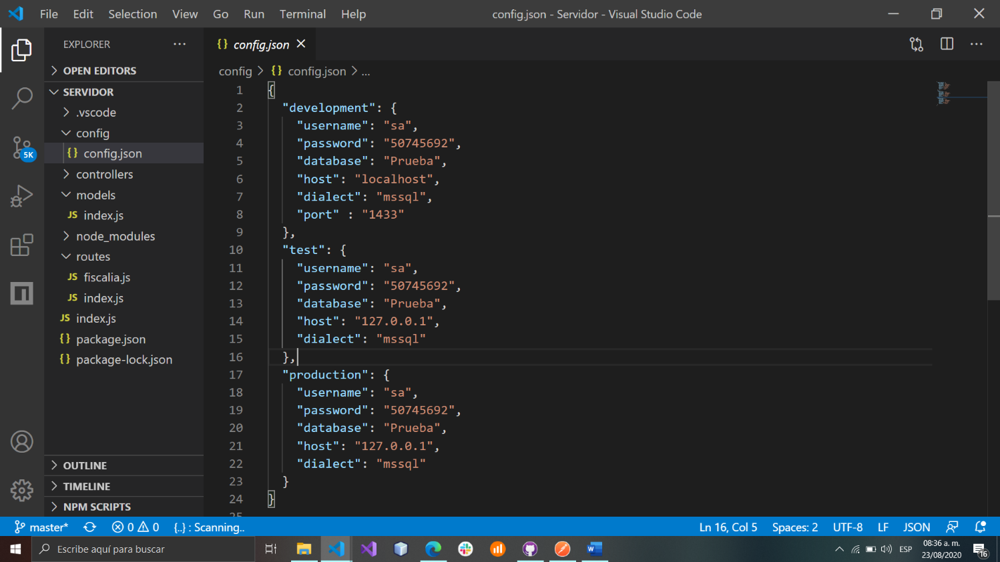 File Edit Selection View Go Run Terminal Help config.json - Servidor - Visual Studio Code
EXPLORER
OPEN EDITORS
SERVIDOR
.vscode
config
{} config.json
controllers
models
JS index.js
node_modules
routes
JS fiscalia.js
JS index.js
JS index.js
{} package.json
{} package-lock.json
OUTLINE
TIMELINE
NPM SCRIPTS
5K
{} config.json
config > {} config.json > ...
1 {
2 "development": {
3 "username": "sa",
4 "password": "50745692",
5 "database": "Prueba",
6 "host": "localhost",
7 "dialect": "mssql",
8 "port" : "1433"
9 },
10 "test": {
11 "username": "sa",
12 "password": "50745692",
13 "database": "Prueba",
14 "host": "127.0.0.1",
15 "dialect": "mssql"
16 },
17 "production": {
18 "username": "sa",
19 "password": "50745692",
20 "database": "Prueba",
21 "host": "127.0.0.1",
22 "dialect": "mssql"
23 }
24 }
25
master* 0 0 {..} : Scanning.. Ln 16, Col 5 Spaces: 2 UTF-8 LF JSON
Escribe aquí para buscar
ESP
08:36 a. m.
23/08/2020
16